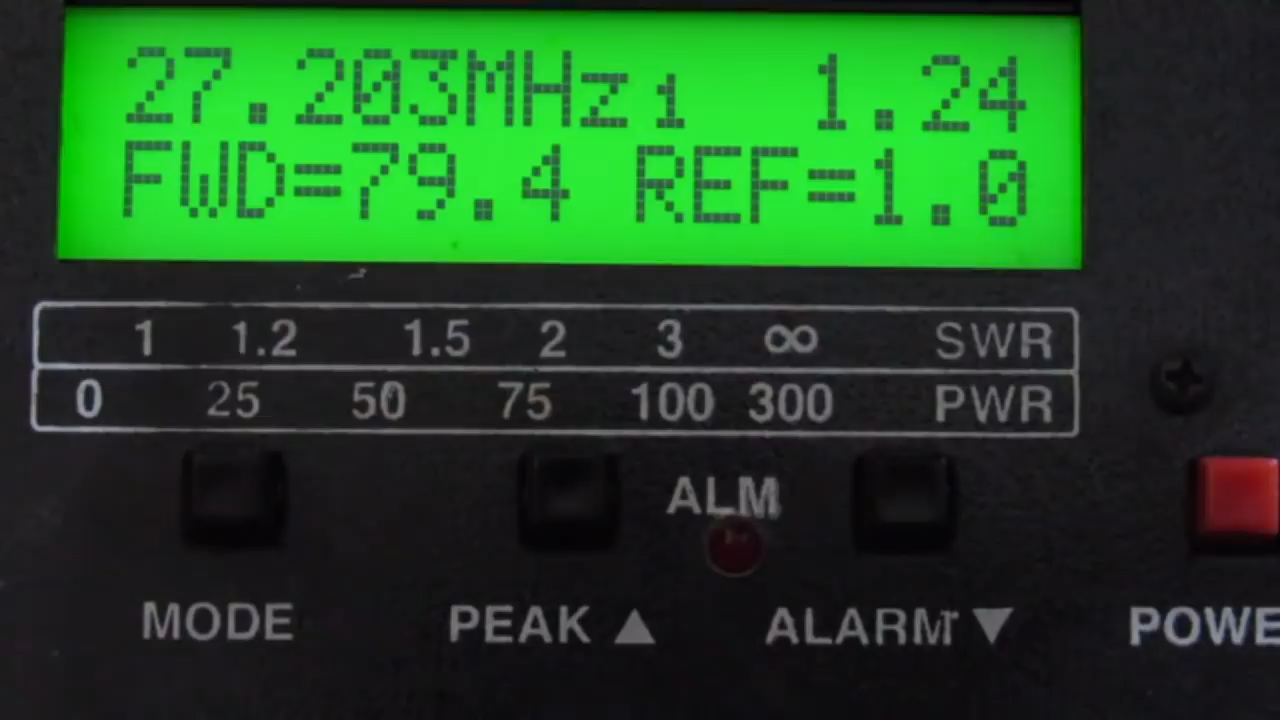 27.203MHz1 1.24
FWD=79.4 REF=1.0
1 1.2 1.5 2 3 ∞ SWR
0 25 50 75 100 300 PWR
ALM
MODE PEAK ▲ ALARM ▼ POWE